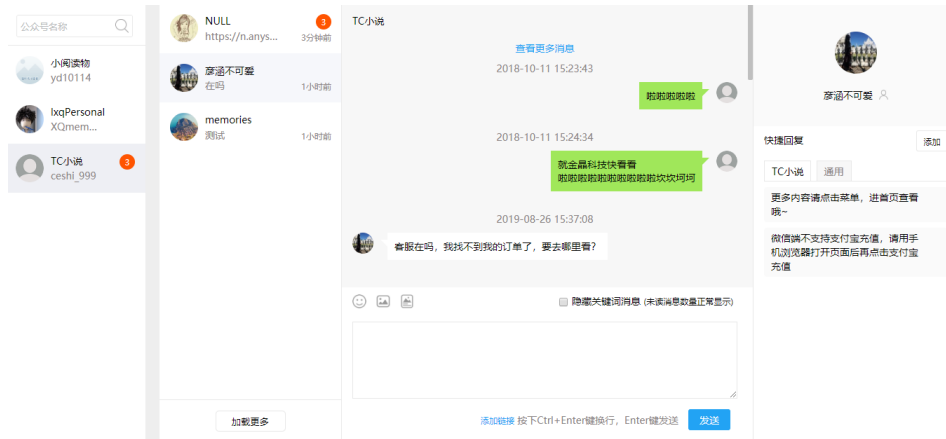 公众号名称
小阅读物
yd10114
lxqPersonal
XQmem...
TC小说
3
ceshi_999
NULL
3
https://n.anys...
3分钟前
彦涵不可爱
在吗
1小时前
memories
测试
1小时前
加载更多
TC小说
查看更多消息
2018-10-11 15:23:43
啦啦啦啦啦
2018-10-11 15:24:34
就金晶科技快看看
啦啦啦啦啦啦啦啦啦啦坎坎坷坷
2019-08-26 15:37:08
客服在吗，我找不到我的订单了，要去哪里看?
隐藏关键词消息 (未读消息数量正常显示)
添加链接 按下Ctrl+Enter键换行，Enter键发送
发送
彦涵不可爱
快捷回复
添加
TC小说
通用
更多内容请点击菜单，进首页查看
哦~
微信端不支持支付宝充值，请用手
机浏览器打开页面后再点击支付宝
充值